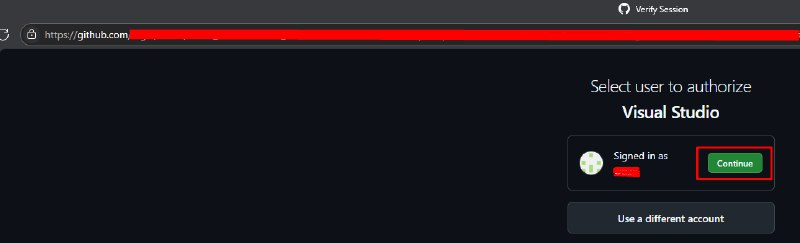 Verify Session
https://github.com/
Select user to authorize
Visual Studio
Signed in as
Continue
Use a different account